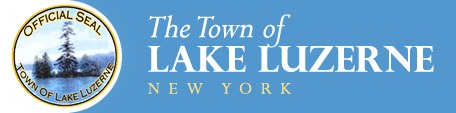 OFFICIAL SEAL
TOWN OF LAKE LUZERNE
The Town of
LAKE LUZERNE
NEW YORK